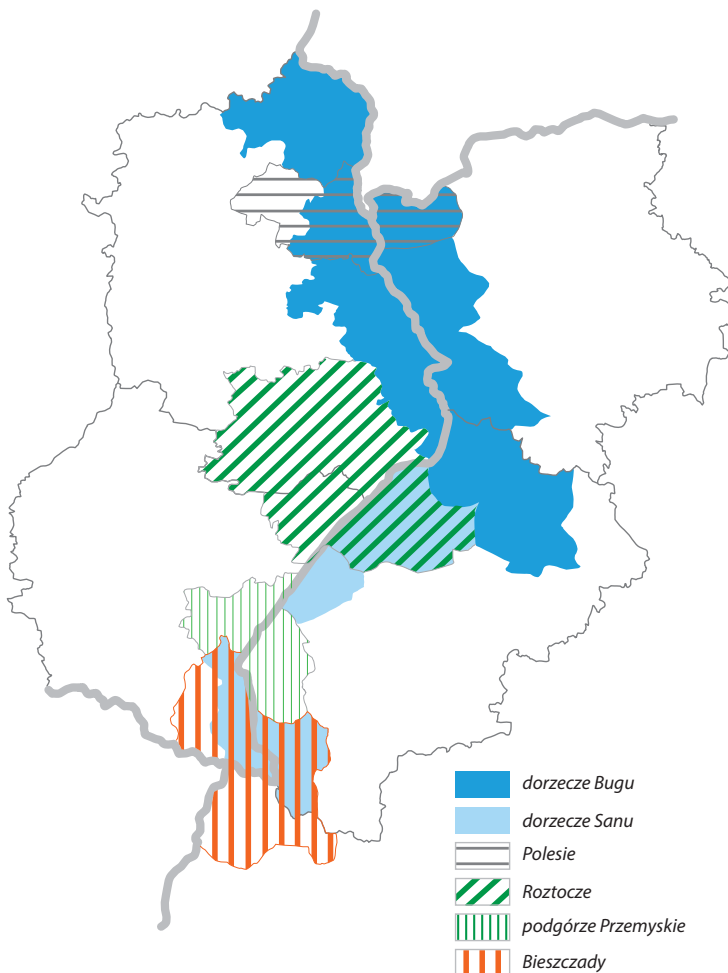 dorzecze Bugu
dorzecze Sanu
Polesie
Roztocze
podgórze Przemyskie
Bieszczady